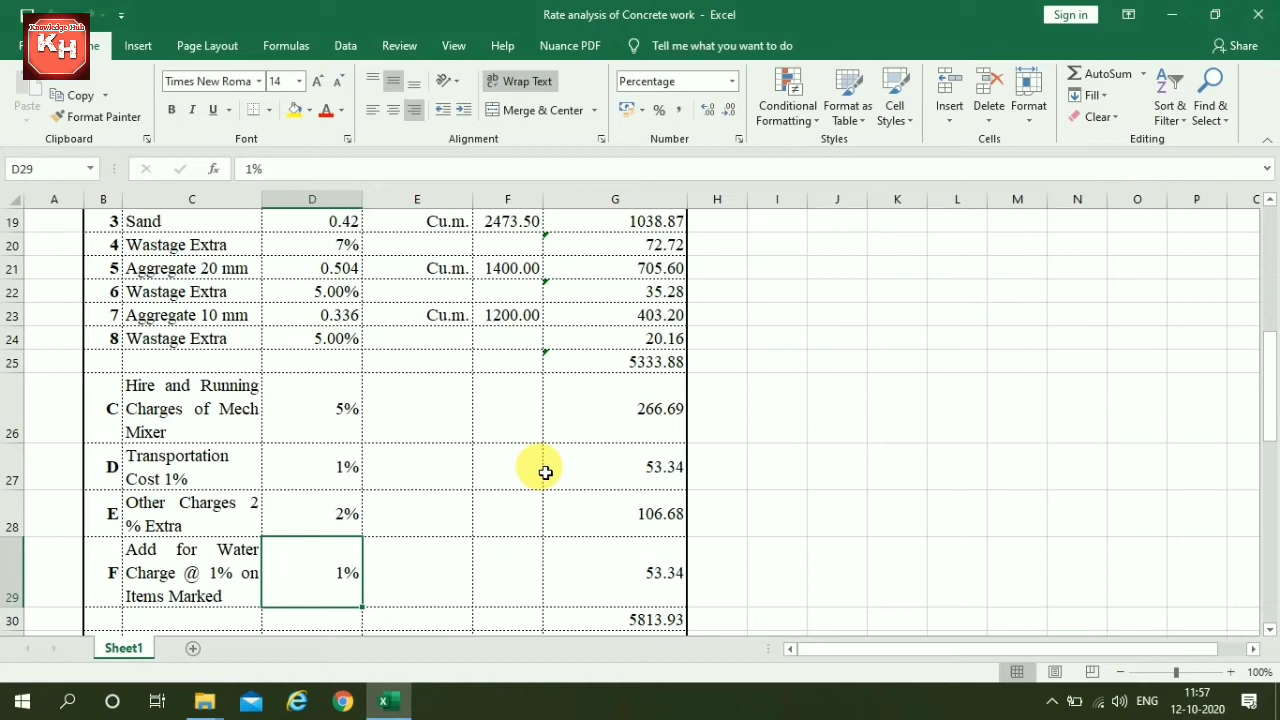 Rate analysis of Concrete work - Excel
Sign in
Knowledge Hub
KH
Insert Page Layout Formulas Data Review View Help Nuance PDF Tell me what you want to do Share
Paste
Copy
Format Painter
Clipboard
Times New Roma 14
B I U
Font
Wrap Text
Merge & Center
Alignment
Percentage
%
Number
Conditional Formatting
Format as Table
Cell Styles
Styles
Insert
Delete
Format
Cells
AutoSum
Fill
Clear
Sort & Filter
Find & Select
Editing
D29 fx 1%
A B C D E F G H I J K L M N O P Q
19 3 Sand 0.42 Cu.m. 2473.50 1038.87
20 4 Wastage Extra 7% 72.72
21 5 Aggregate 20 mm 0.504 Cu.m. 1400.00 705.60
22 6 Wastage Extra 5.00% 35.28
23 7 Aggregate 10 mm 0.336 Cu.m. 1200.00 403.20
24 8 Wastage Extra 5.00% 20.16
25 5333.88
Hire and Running
C Charges of Mech 5% 266.69
26 Mixer
Transportation
D 1% 53.34
27 Cost 1%
Other Charges 2
E 2% 106.68
28 % Extra
Add for Water
F Charge @ 1% on 1% 53.34
29 Items Marked
30 5813.93
Sheet1
100%
ENG
11:57
12-10-2020